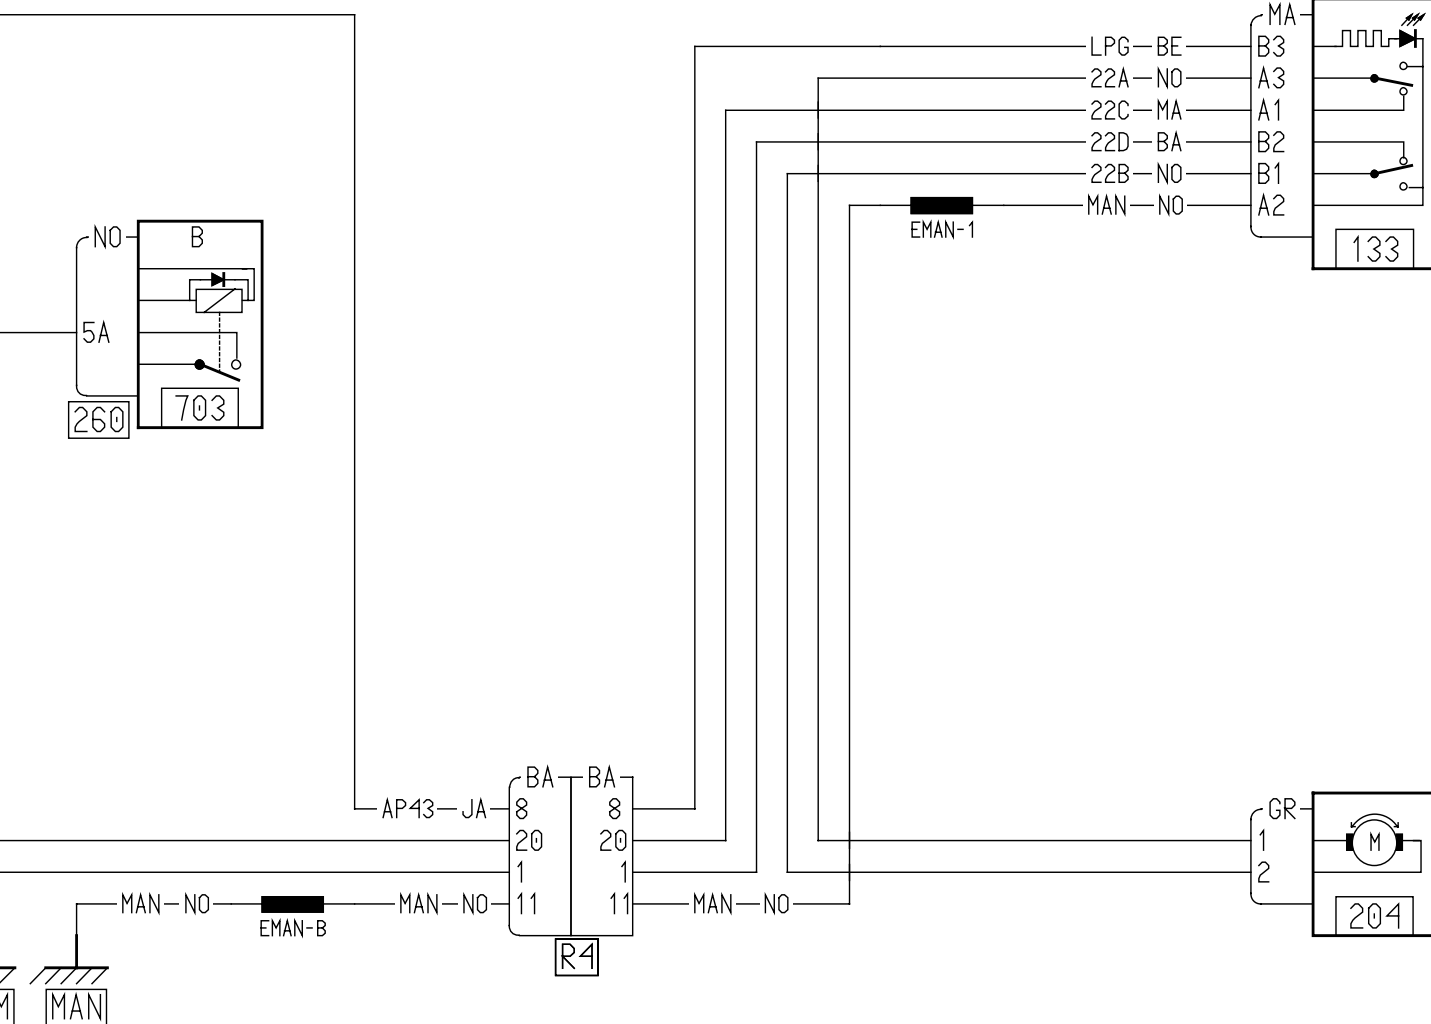 MA
LPG BE B3
22A NO A3
22C MA A1
22D BA B2
22B NO B1
MAN NO A2
EMAN-1
133
NO B
5A
703
260
BA BA
AP43 JA 8 8
20 20
1 1
MAN NO MAN NO 11 11 MAN NO
EMAN-B
R4
GR
1 M
2
204
M MAN